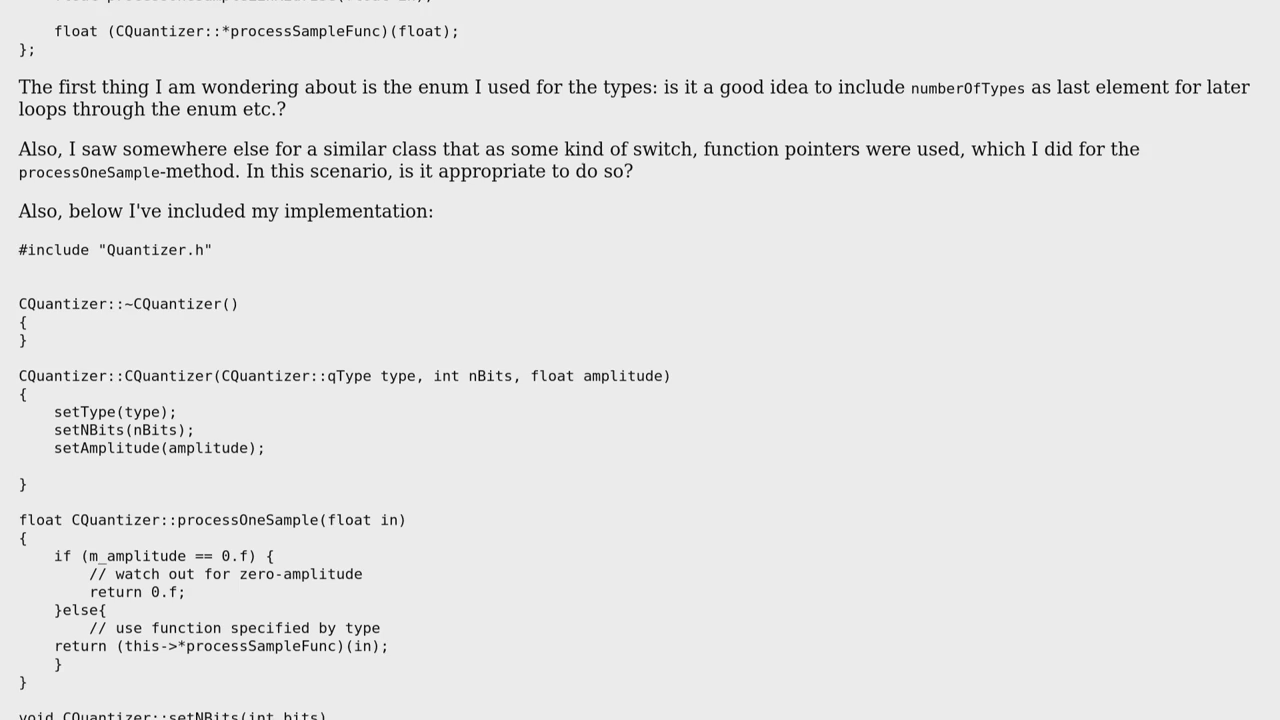 float (CQuantizer::*processSampleFunc)(float);
};
The first thing I am wondering about is the enum I used for the types: is it a good idea to include numberOfTypes as last element for later
loops through the enum etc.?
Also, I saw somewhere else for a similar class that as some kind of switch, function pointers were used, which I did for the
processOneSample-method. In this scenario, is it appropriate to do so?
Also, below I've included my implementation:
#include "Quantizer.h"
CQuantizer::~CQuantizer()
{
}
CQuantizer::CQuantizer(CQuantizer::qType type, int nBits, float amplitude)
{
    setType(type);
    setNBits(nBits);
    setAmplitude(amplitude);
}
float CQuantizer::processOneSample(float in)
{
    if (m_amplitude == 0.f) {
        // watch out for zero-amplitude
        return 0.f;
    }else{
        // use function specified by type
    return (this->*processSampleFunc)(in);
    }
}
void CQuantizer::setNBits(int bits)